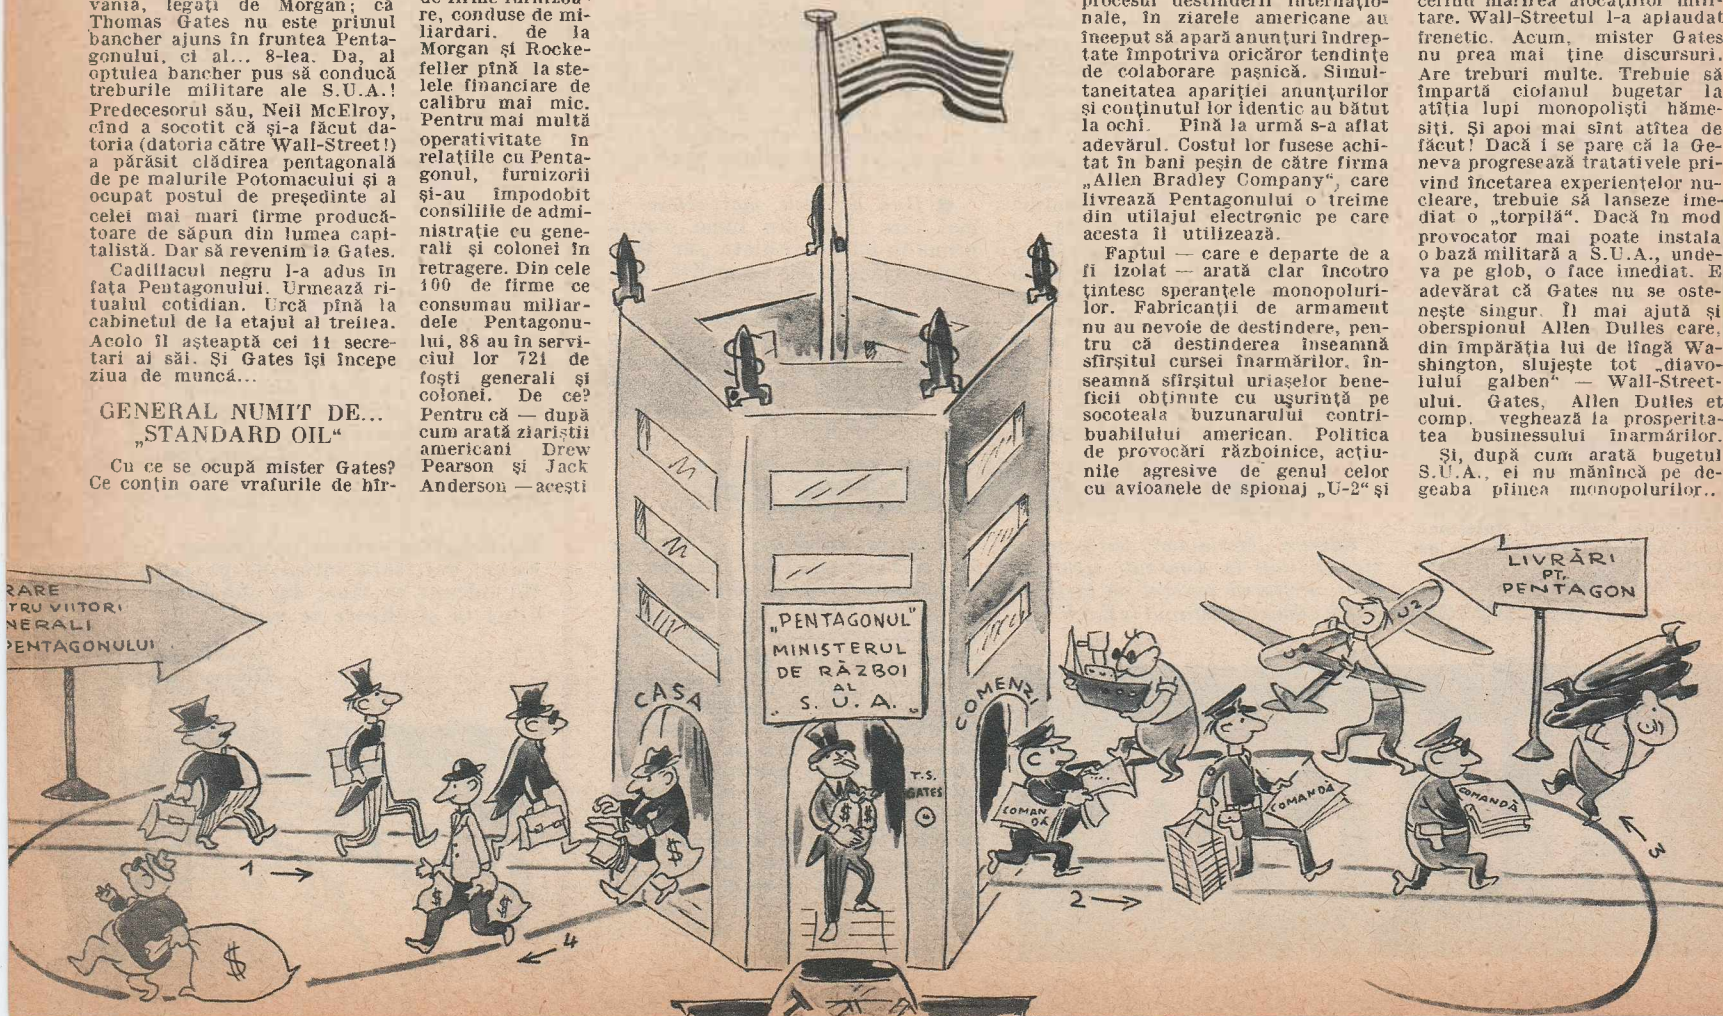 vania, legați de Morgan; că
Thomas Gates nu este primul
bancher ajuns în fruntea Penta-
gonului, ci al... 8-lea. Da, al
optulea bancher pus să conducă
treburile militare ale S.U.A.!
Predecesorul său, Neil McElroy,
cînd a socotit că și-a făcut da-
toria (datoria către Wall-Street!)
a părăsit clădirea pentagonală
de pe malurile Potomacului și a
ocupat postul de președinte al
celei mai mari firme producă-
toare de săpun din lumea capi-
talistă. Dar să revenim la Gates.
Cadillacul negru l-a adus în
fața Pentagonului. Urmează ri-
tualul cotidian. Urcă pînă la
cabinetul de la etajul al treilea.
Acolo îl așteaptă cei 11 secre-
tari ai săi. Și Gates își începe
ziua de muncă...
GENERAL NUMIT DE...
„STANDARD OIL“
Cu ce se ocupă mister Gates?
Ce conțin oare vrafurile de hîr-
re, conduse de mi-
liardari, de la
Morgan și Rocke-
feller pînă la ste-
lele financiare de
calibru mai mic.
Pentru mai multă
operativitate în
relațiile cu Penta-
gonul, furnizorii
și-au împodobit
consiliile de admi-
nistrație cu gene-
rali și colonei în
retragere. Din cele
100 de firme ce
consumau miliar-
dele Pentagonu-
lui, 88 au în servi-
ciul lor 721 de
foști generali și
colonei. De ce?
Pentru că — după
cum arată ziariștii
americani Drew
Pearson și Jack
Anderson — acești
procesul destinderii internațio-
nale, în ziarele americane au
început să apară anunțuri îndrep-
tate împotriva oricăror tendințe
de colaborare pașnică. Simul-
taneitatea apariției anunțurilor
și conținutul lor identic au bătut
la ochi. Pînă la urmă s-a aflat
adevărul. Costul lor fusese achi-
tat în bani peșin de către firma
„Allen Bradley Company“, care
livrează Pentagonului o treime
din utilajul electronic pe care
acesta îl utilizează.
Faptul — care e departe de a
fi izolat — arată clar încotro
țintesc speranțele monopoluri-
lor. Fabricanții de armament
nu au nevoie de destindere, pen-
tru că destinderea înseamnă
sfîrșitul cursei înarmărilor, în-
seamnă sfîrșitul uriașelor bene-
ficii obținute cu ușurință pe
socoteala buzunarului contri-
buabilului american. Politica
de provocări războinice, acțiu-
nile agresive de genul celor
cu avioanele de spionaj „U-2“ și
cerînd mărirea alocațiilor mili-
tare. Wall-Streetul l-a aplaudat
frenetic. Acum, mister Gates
nu prea mai ține discursuri.
Are treburi multe. Trebuie să
împartă ciolanul bugetar la
atîția lupi monopoliști hăme-
siți. Și apoi mai sînt atîtea de
făcut! Dacă i se pare că la Ge-
neva progresează tratativele pri-
vind încetarea experiențelor nu-
cleare, trebuie să lanseze ime-
diat o „torpilă“. Dacă în mod
provocator mai poate instala
o bază militară a S.U.A., unde-
va pe glob, o face imediat. E
adevărat că Gates nu se oste-
nește singur. Îl mai ajută și
oberspionul Allen Dulles care,
din împărăția lui de lîngă Wa-
shington, slujește tot „diavo-
lului galben“ — Wall-Street-
ului. Gates, Allen Dulles et
comp. veghează la prosperita-
tea businessului înarmărilor.
Și, după cum arată bugetul
S.U.A., ei nu mănîncă pe de-
geaba pîinea monopolurilor..
RARE
TRU VIITORI
NERALI
PENTAGONULUI
„PENTAGONUL“
MINISTERUL
DE RĂZBOI
AL
S. U. A.
CASA
COMENZI
T.S.
GATES
LIVRĂRI
PT.
PENTAGON
U2
COMAN
DĂ
COMANDĂ
COMANDĂ
$
$
$
$
$
$
1
2
3
4